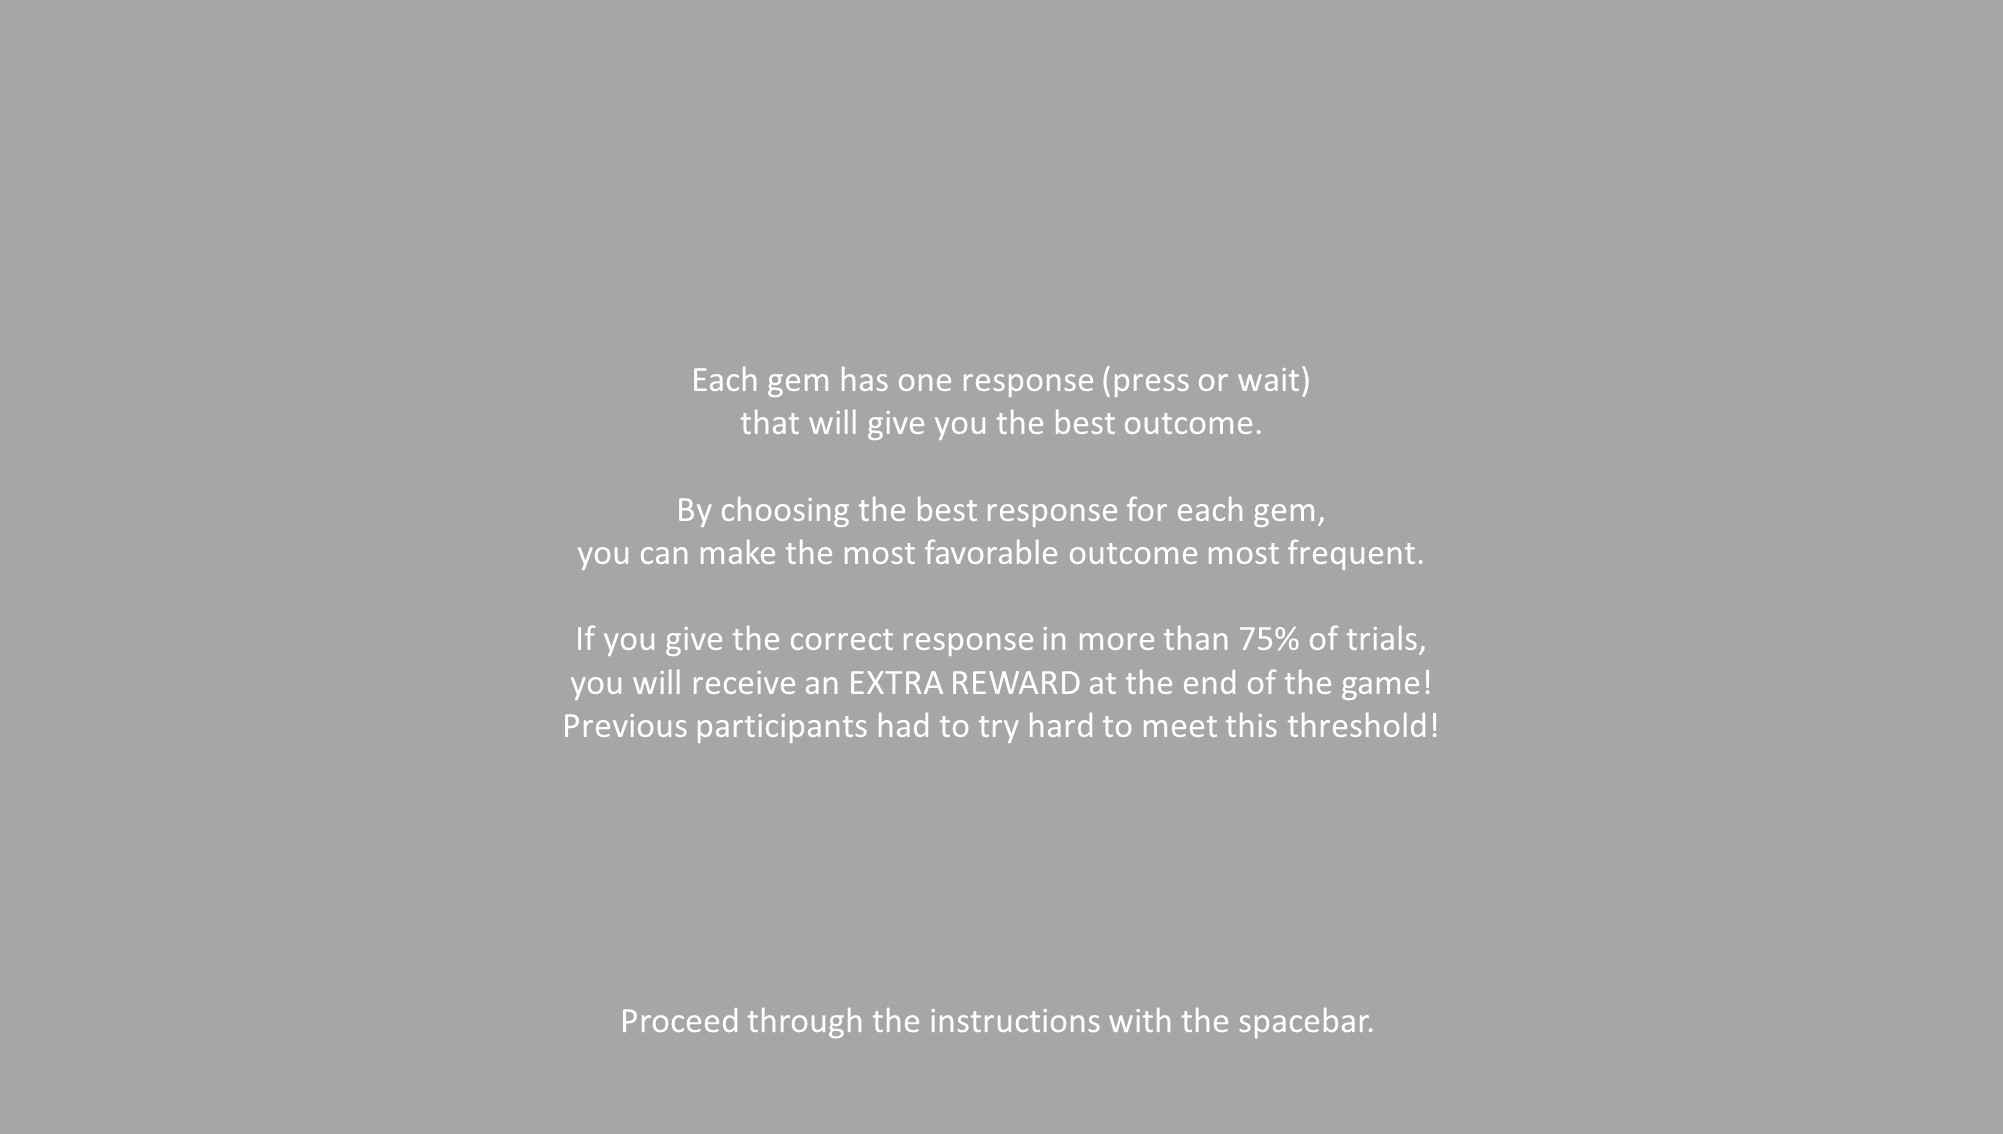 Each gem has one response (press or wait)
that will give you the best outcome.
By choosing the best response for each gem,
you can make the most favorable outcome most frequent.
If you give the correct response in more than 75% of trials,
you will receive an EXTRA REWARD at the end of the game!
Previous participants had to try hard to meet this threshold!
Proceed through the instructions with the spacebar.